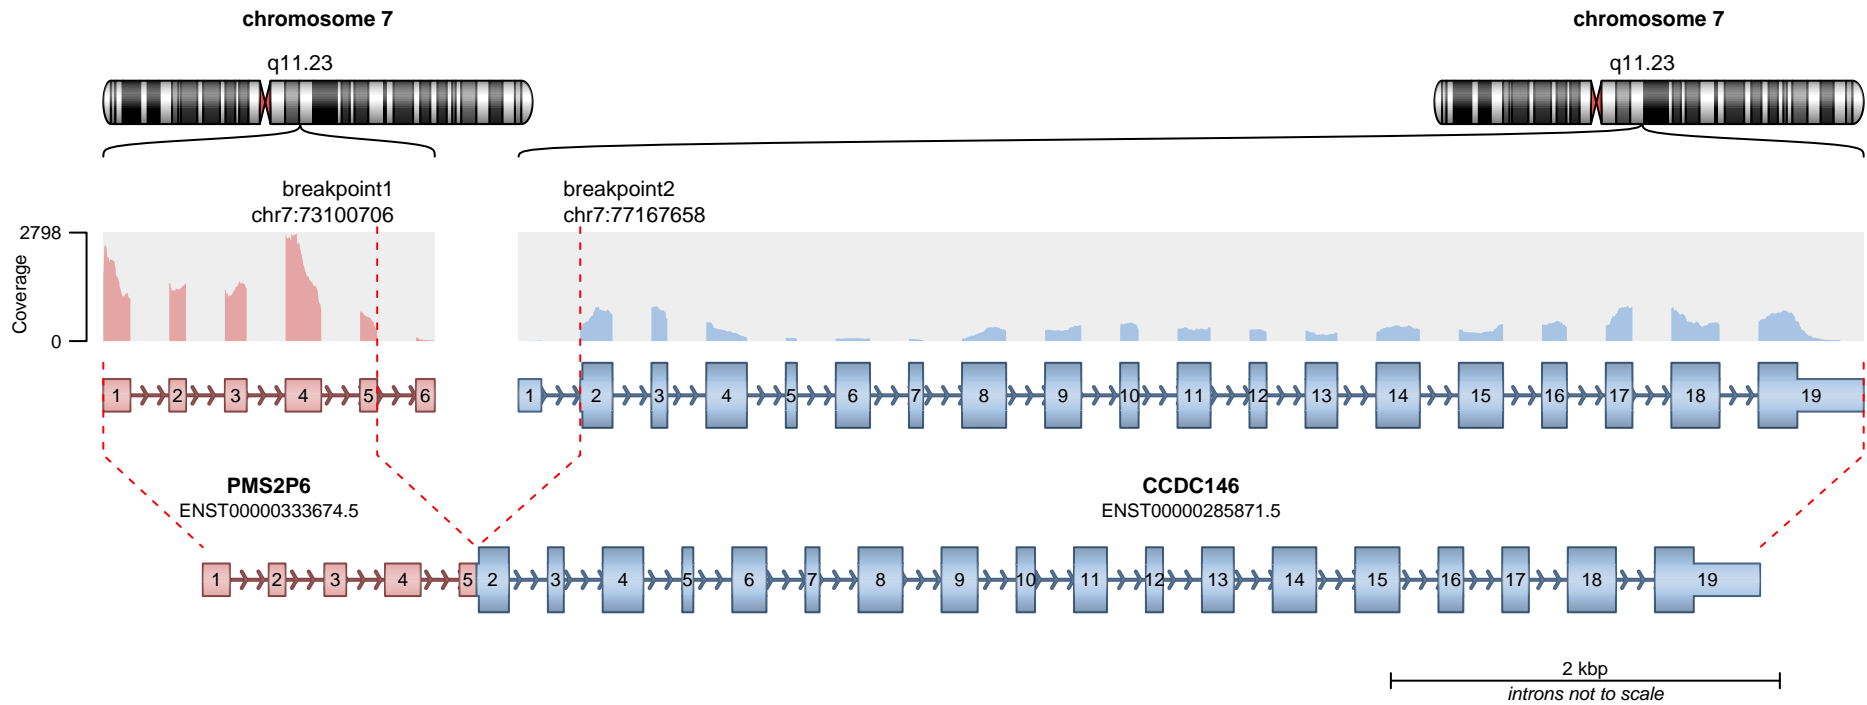 chromosome 7
chromosome 7
q11.23
q11.23
breakpoint1
chr7:73100706
breakpoint2
chr7:77167658
2798
Coverage
0
1 2 3 4 5 6
1 2 3 4 5 6 7 8 9 10 11 12 13 14 15 16 17 18 19
PMS2P6
ENST00000333674.5
CCDC146
ENST00000285871.5
1 2 3 4 5 2 3 4 5 6 7 8 9 10 11 12 13 14 15 16 17 18 19
2 kbp
introns not to scale